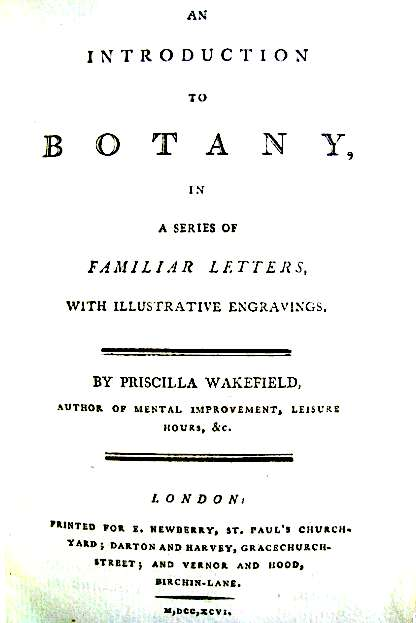 AN
INTRODUCTION
TO
BOTANY,
IN
A SERIES OF
FAMILIAR LETTERS,
WITH ILLUSTRATIVE ENGRAVINGS.
BY PRISCILLA WAKEFIELD,
AUTHOR OF MENTAL IMPROVEMENT, LEISURE
HOURS, &c.
LONDON:
PRINTED FOR E. NEWBERRY, ST. PAUL'S CHURCH-
YARD; DARTON AND HARVEY, GRACECHURCH-
STREET; AND VERNOR AND HOOD,
BIRCHIN-LANE.
M,DCC,XCVI.